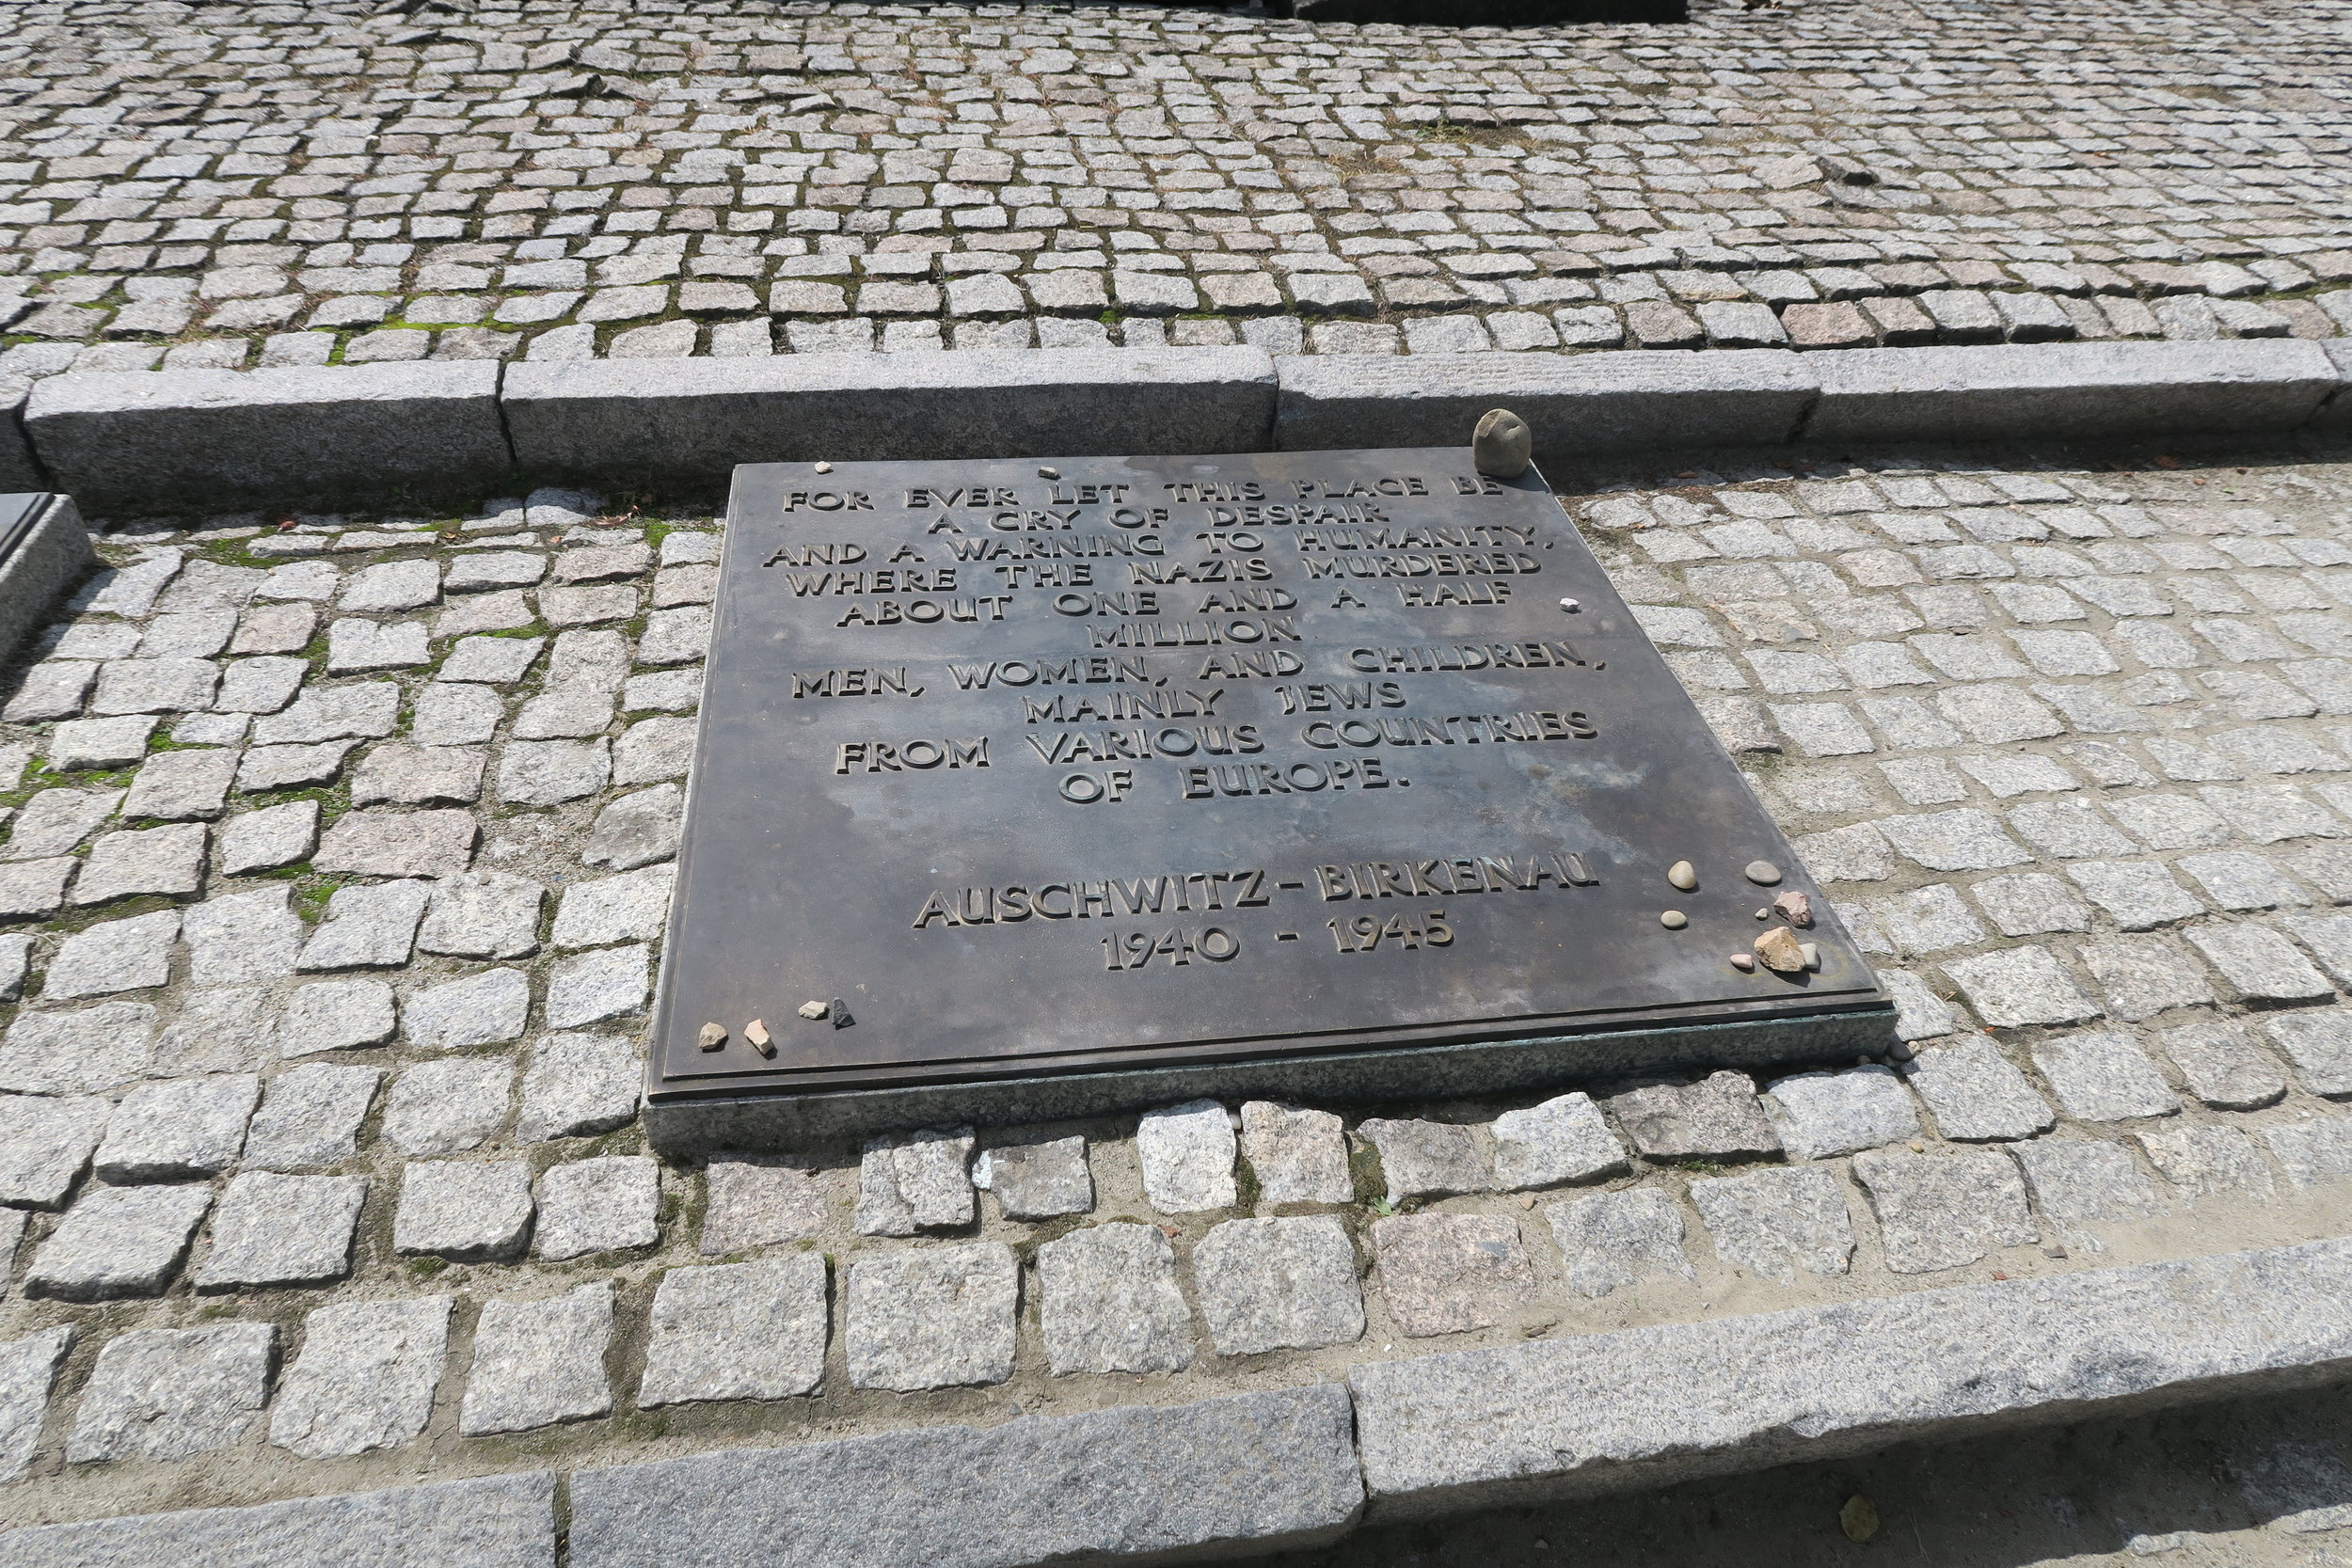 FOR EVER LET THIS PLACE BE
A CRY OF DESPAIR
AND A WARNING TO HUMANITY,
WHERE THE NAZIS MURDERED
ABOUT ONE AND A HALF
MILLION
MEN, WOMEN, AND CHILDREN,
MAINLY JEWS
FROM VARIOUS COUNTRIES
OF EUROPE.
AUSCHWITZ-BIRKENAU
1940 - 1945